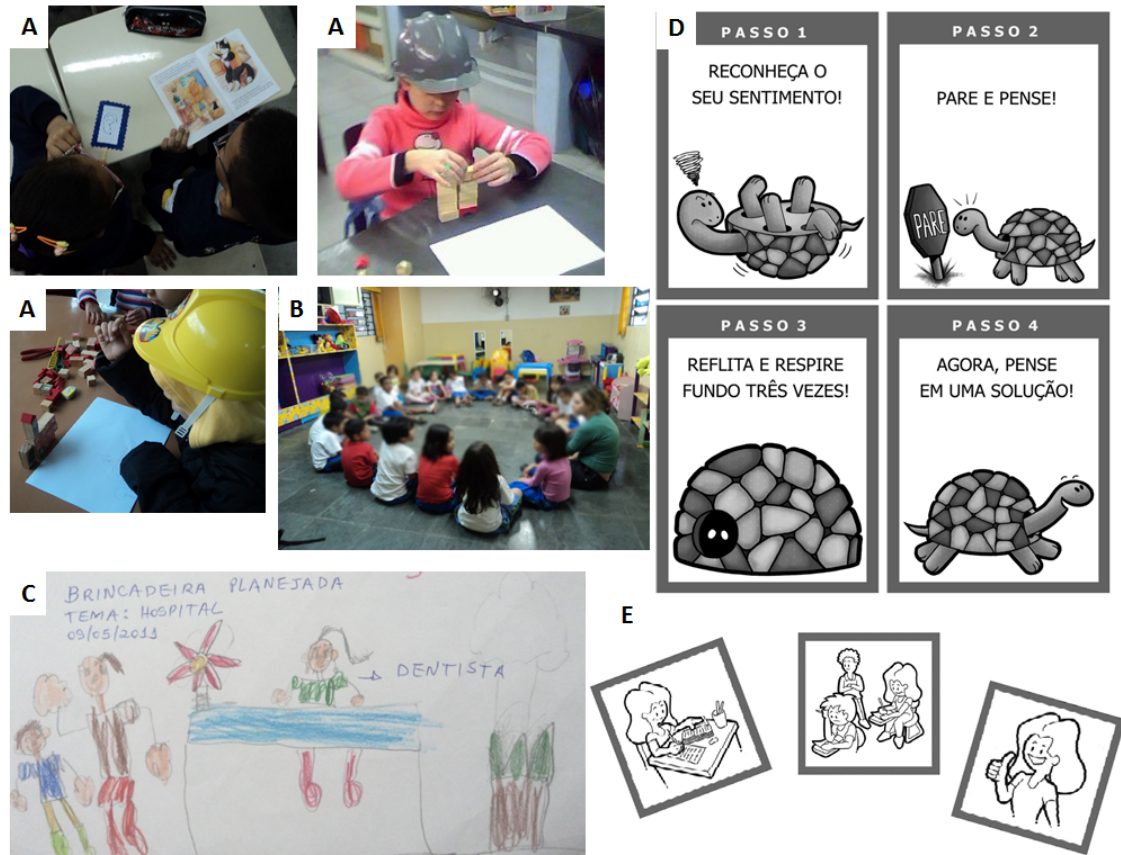 A
A
A
B
C
BRINCADEIRA PLANEJADA
TEMA: HOSPITAL
09/05/2011
DENTISTA
D
PASSO 1
RECONHEÇA O
SEU SENTIMENTO!
PASSO 2
PARE E PENSE!
PARE
PASSO 3
REFLITA E RESPIRE
FUNDO TRÊS VEZES!
PASSO 4
AGORA, PENSE
EM UMA SOLUÇÃO!
E